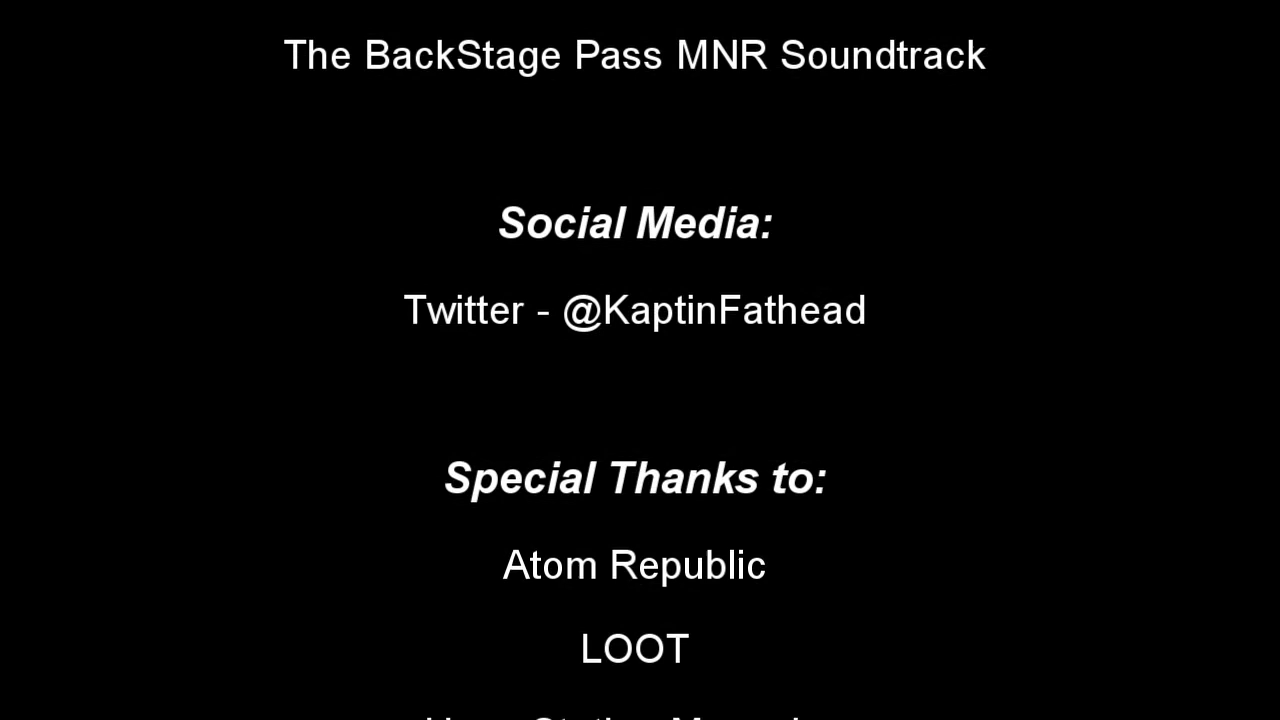 The BackStage Pass MNR Soundtrack
Social Media:
Twitter - @KaptinFathead
Special Thanks to:
Atom Republic
LOOT